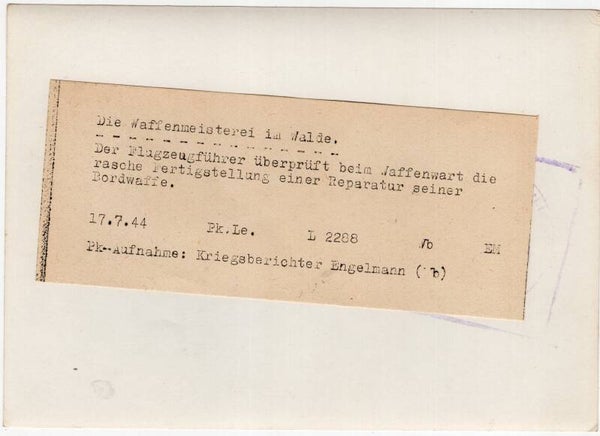 Die Waffenmeisterei im Walde.
Der Flugzeugführer überprüft beim Waffenwart die
rasche Fertigstellung einer Reparatur seiner
Bordwaffe.
17.7.44 Pk.Le. L 2288 EM
Pk-Aufnahme: Kriegsberichter Engelmann